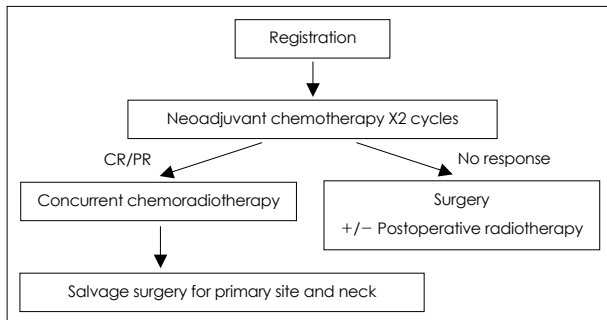 Registration
Neoadjuvant chemotherapy X2 cycles
CR/PR
No response
Concurrent chemoradiotherapy
Surgery
+/− Postoperative radiotherapy
Salvage surgery for primary site and neck